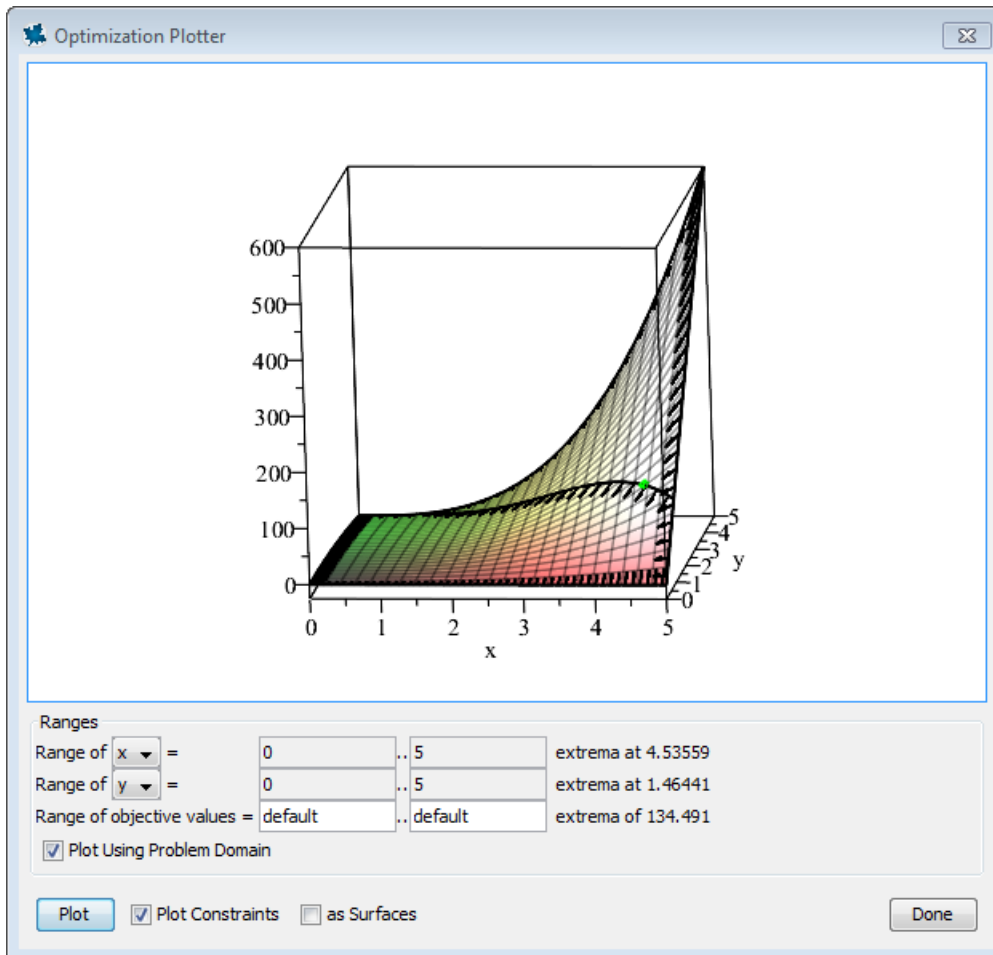 Optimization Plotter
600
500
400
300
200
100
0
0 1 2 3 4 5
x
5
4
3
2
1
0
y
Ranges
Range of x = 0 .. 5 extrema at 4.53559
Range of y = 0 .. 5 extrema at 1.46441
Range of objective values = default .. default extrema of 134.491
Plot Using Problem Domain
Plot Plot Constraints as Surfaces Done